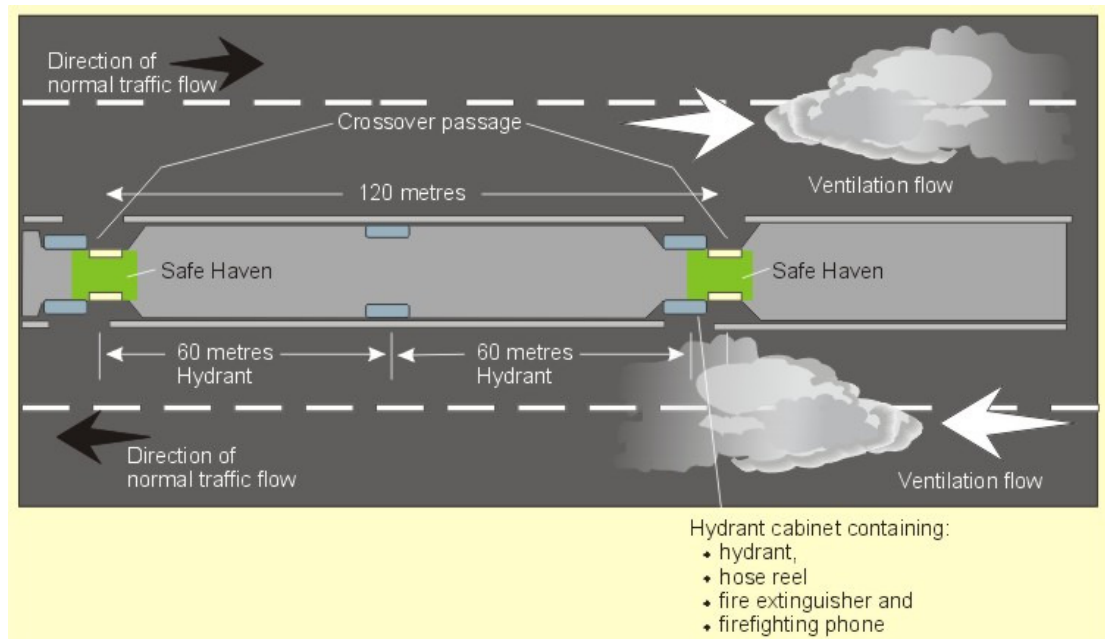 Direction of
normal traffic flow
Crossover passage
120 metres
Ventilation flow
Safe Haven
Safe Haven
60 metres
Hydrant
60 metres
Hydrant
Direction of
normal traffic flow
Ventilation flow
Hydrant cabinet containing:
hydrant,
hose reel
fire extinguisher and
firefighting phone